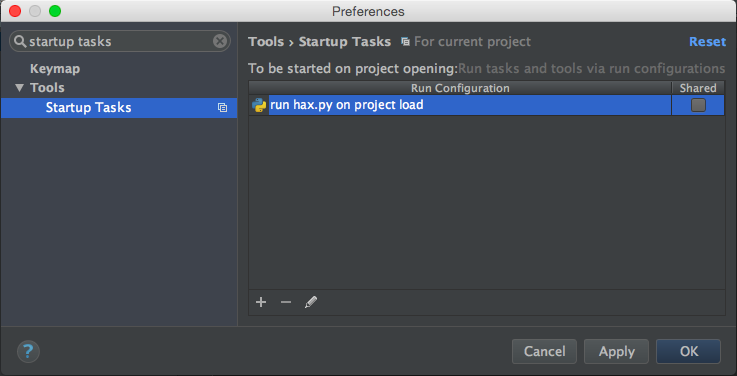 Preferences
startup tasks
Keymap
Tools
Startup Tasks
Tools › Startup Tasks For current project Reset
To be started on project opening:Run tasks and tools via run configurations
Run Configuration Shared
run hax.py on project load
?
Cancel Apply OK